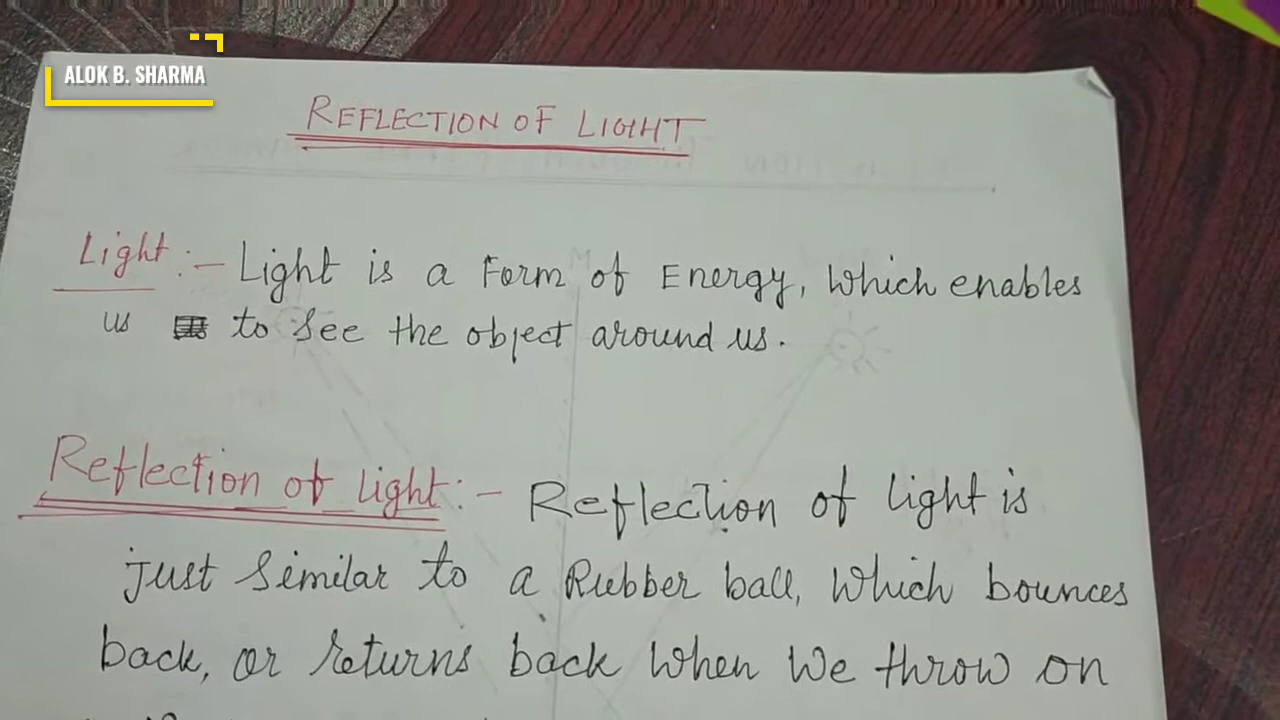 ALOK B. SHARMA
REFLECTION OF LIGHT
Light :- Light is a Form of Energy, which enables
us to see the object around us.
Reflection of light :- Reflection of light is
just similar to a Rubber ball, which bounces
back, or returns back when we throw on